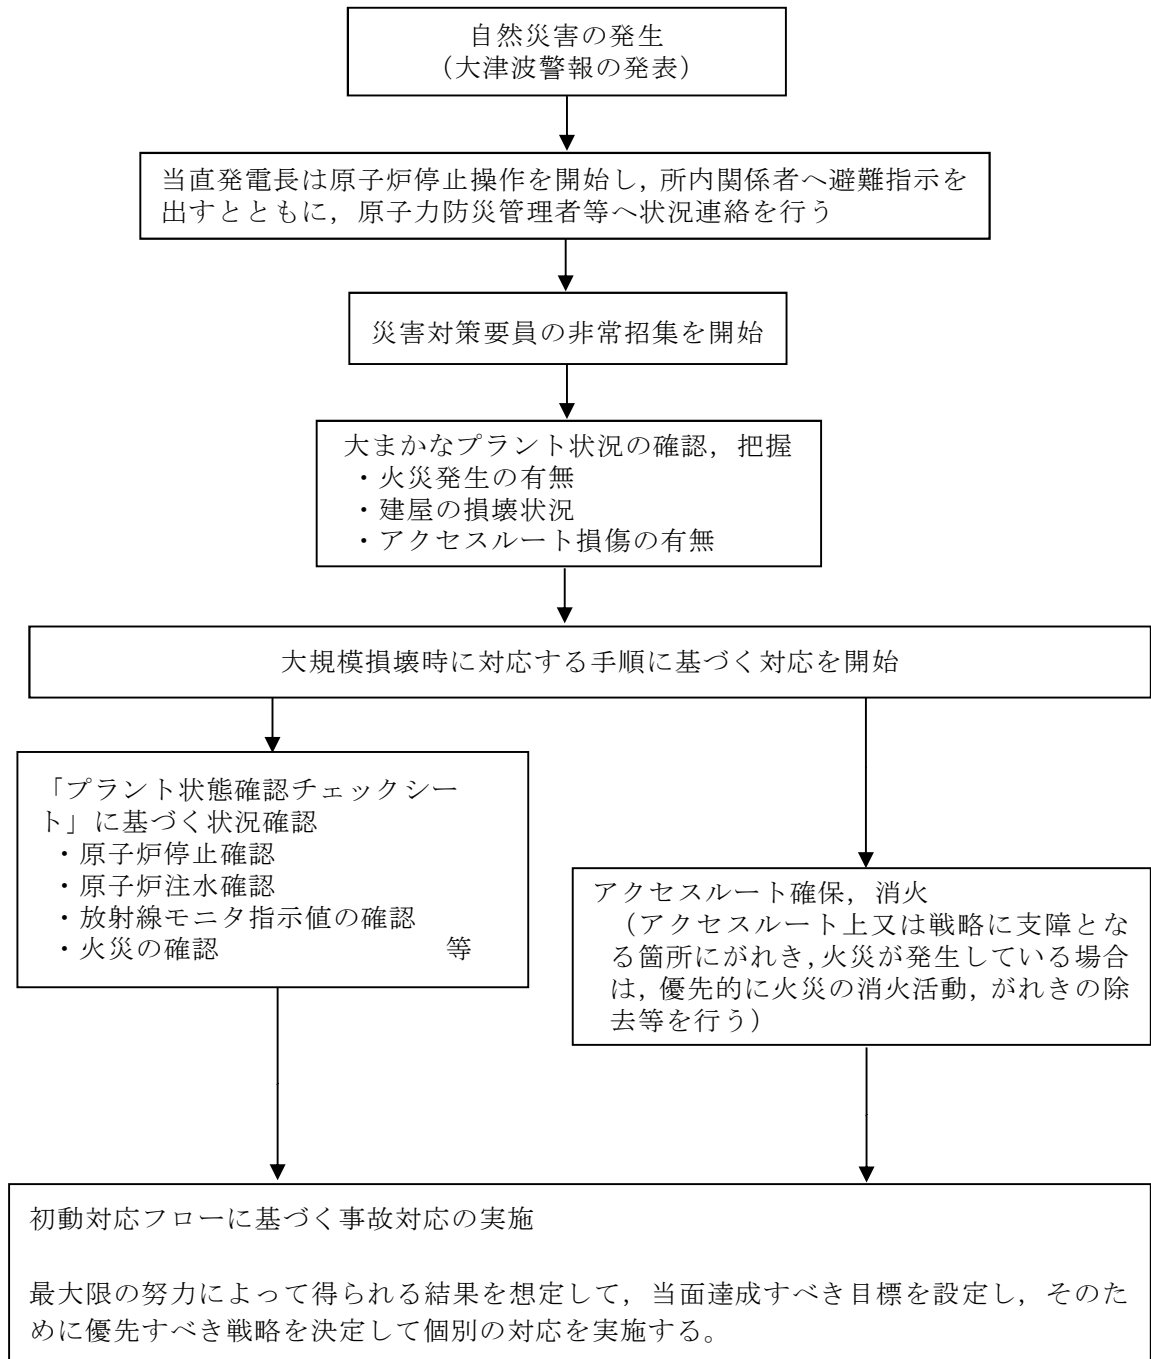 自然災害の発生
（大津波警報の発表）
当直発電長は原子炉停止操作を開始し，所内関係者へ避難指示を
出すとともに，原子力防災管理者等へ状況連絡を行う
災害対策要員の非常招集を開始
大まかなプラント状況の確認，把握
・火災発生の有無
・建屋の損壊状況
・アクセスルート損傷の有無
大規模損壊時に対応する手順に基づく対応を開始
「プラント状態確認チェックシー
ト」に基づく状況確認
・原子炉停止確認
・原子炉注水確認
・放射線モニタ指示値の確認
・火災の確認　　　　　　　　　等
アクセスルート確保，消火
（アクセスルート上又は戦略に支障とな
る箇所にがれき，火災が発生している場合
は，優先的に火災の消火活動，がれきの除
去等を行う）
初動対応フローに基づく事故対応の実施
最大限の努力によって得られる結果を想定して，当面達成すべき目標を設定し，そのた
めに優先すべき戦略を決定して個別の対応を実施する。